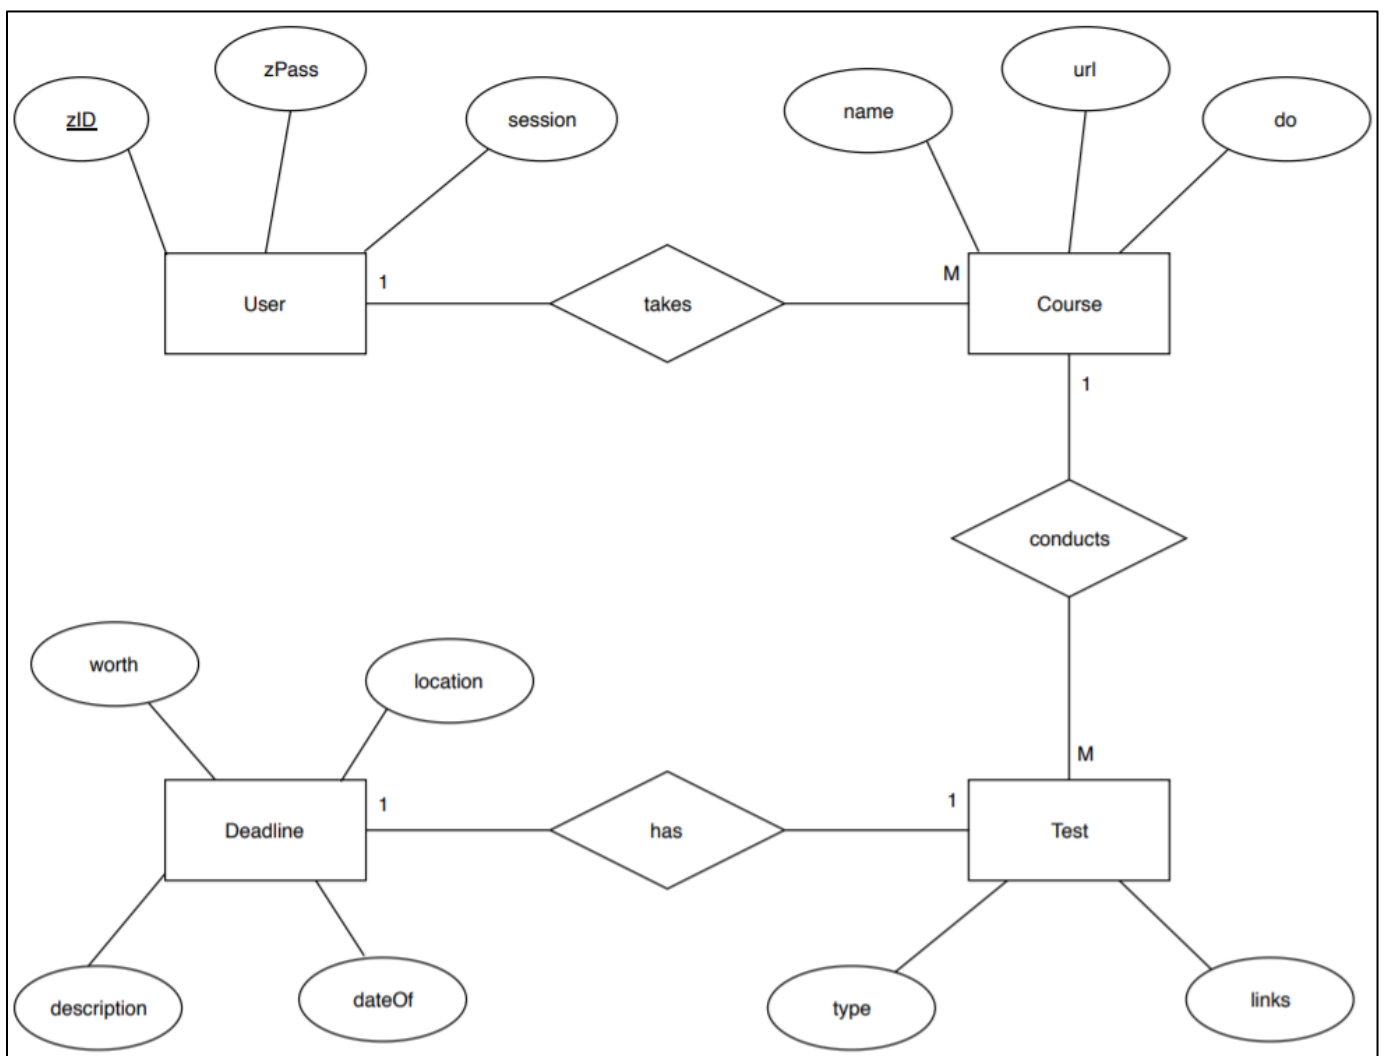 zPass
url
name
zID
session
do
1
M
User
takes
Course
1
conducts
worth
location
M
1
1
Deadline
has
Test
description
dateOf
type
links